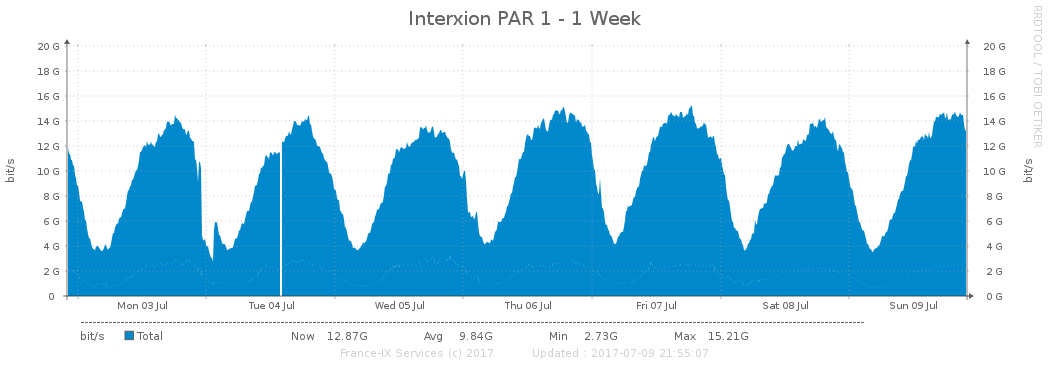 Interxion PAR 1 - 1 Week
RRDTOOL / TOBI OETIKER
20 G 20 G
18 G 18 G
16 G 16 G
14 G 14 G
12 G 12 G
10 G 10 G
8 G 8 G
6 G 6 G
4 G 4 G
2 G 2 G
0 0 G
bit/s bit/s
Mon 03 Jul Tue 04 Jul Wed 05 Jul Thu 06 Jul Fri 07 Jul Sat 08 Jul Sun 09 Jul
bit/s Total Now 12.87G Avg 9.84G Min 2.73G Max 15.21G
France-IX Services (c) 2017 Updated : 2017-07-09 21:55:07